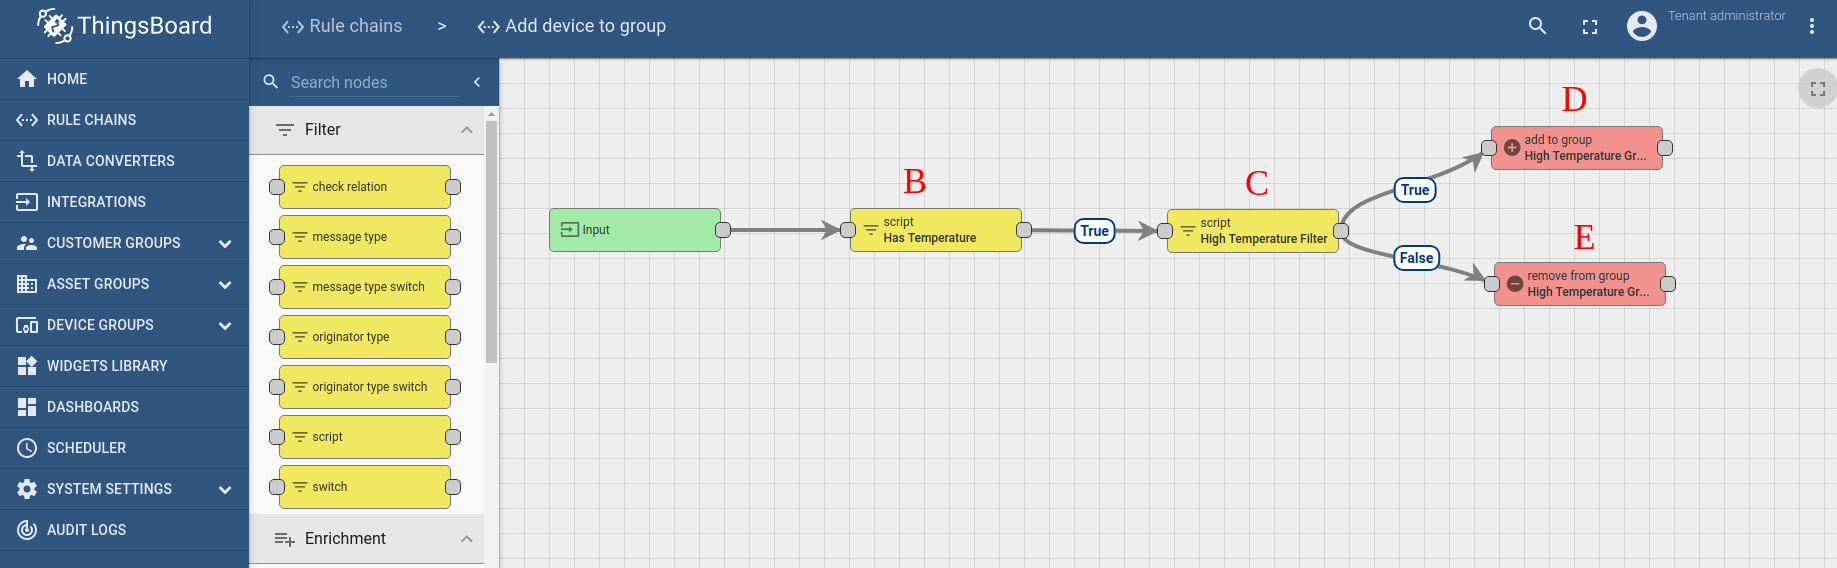 ThingsBoard
Rule chains > Add device to group
Tenant administrator
HOME
RULE CHAINS
DATA CONVERTERS
INTEGRATIONS
CUSTOMER GROUPS
ASSET GROUPS
DEVICE GROUPS
WIDGETS LIBRARY
DASHBOARDS
SCHEDULER
SYSTEM SETTINGS
AUDIT LOGS
Search nodes
Filter
check relation
message type
message type switch
originator type
originator type switch
script
switch
Enrichment
Input
B
script
Has Temperature
True
C
script
High Temperature Filter
True
False
D
add to group
High Temperature Gr...
E
remove from group
High Temperature Gr...